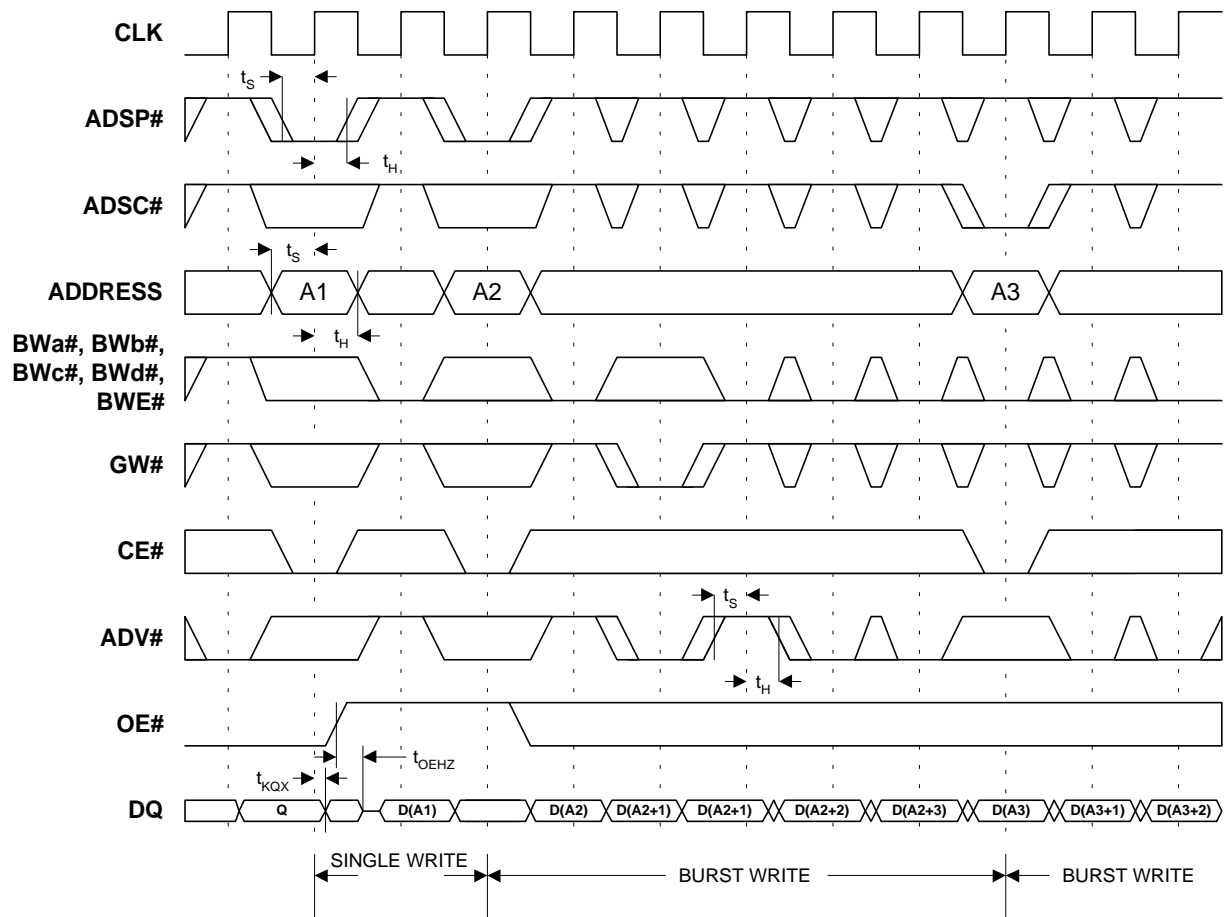 CLK
t_S
ADSP#
t_H
ADSC#
t_S
ADDRESS A1 A2 A3
t_H
BWa#, BWb#,
BWc#, BWd#,
BWE#
GW#
CE#
t_S
ADV#
t_H
OE#
t_OEHZ
t_KQX
DQ Q D(A1) D(A2) D(A2+1) D(A2+1) D(A2+2) D(A2+3) D(A3) D(A3+1) D(A3+2)
SINGLE WRITE BURST WRITE BURST WRITE